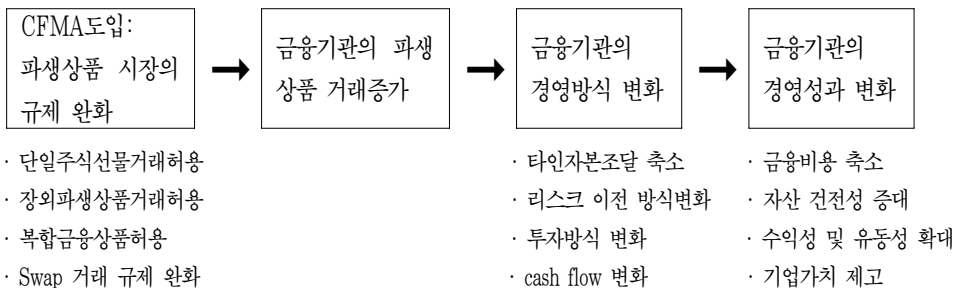 CFMA도입:
파생상품 시장의
규제 완화
금융기관의 파생
상품 거래증가
금융기관의
경영방식 변화
금융기관의
경영성과 변화
· 단일주식선물거래허용
· 장외파생상품거래허용
· 복합금융상품허용
· Swap 거래 규제 완화
· 타인자본조달 축소
· 리스크 이전 방식변화
· 투자방식 변화
· cash flow 변화
· 금융비용 축소
· 자산 건전성 증대
· 수익성 및 유동성 확대
· 기업가치 제고